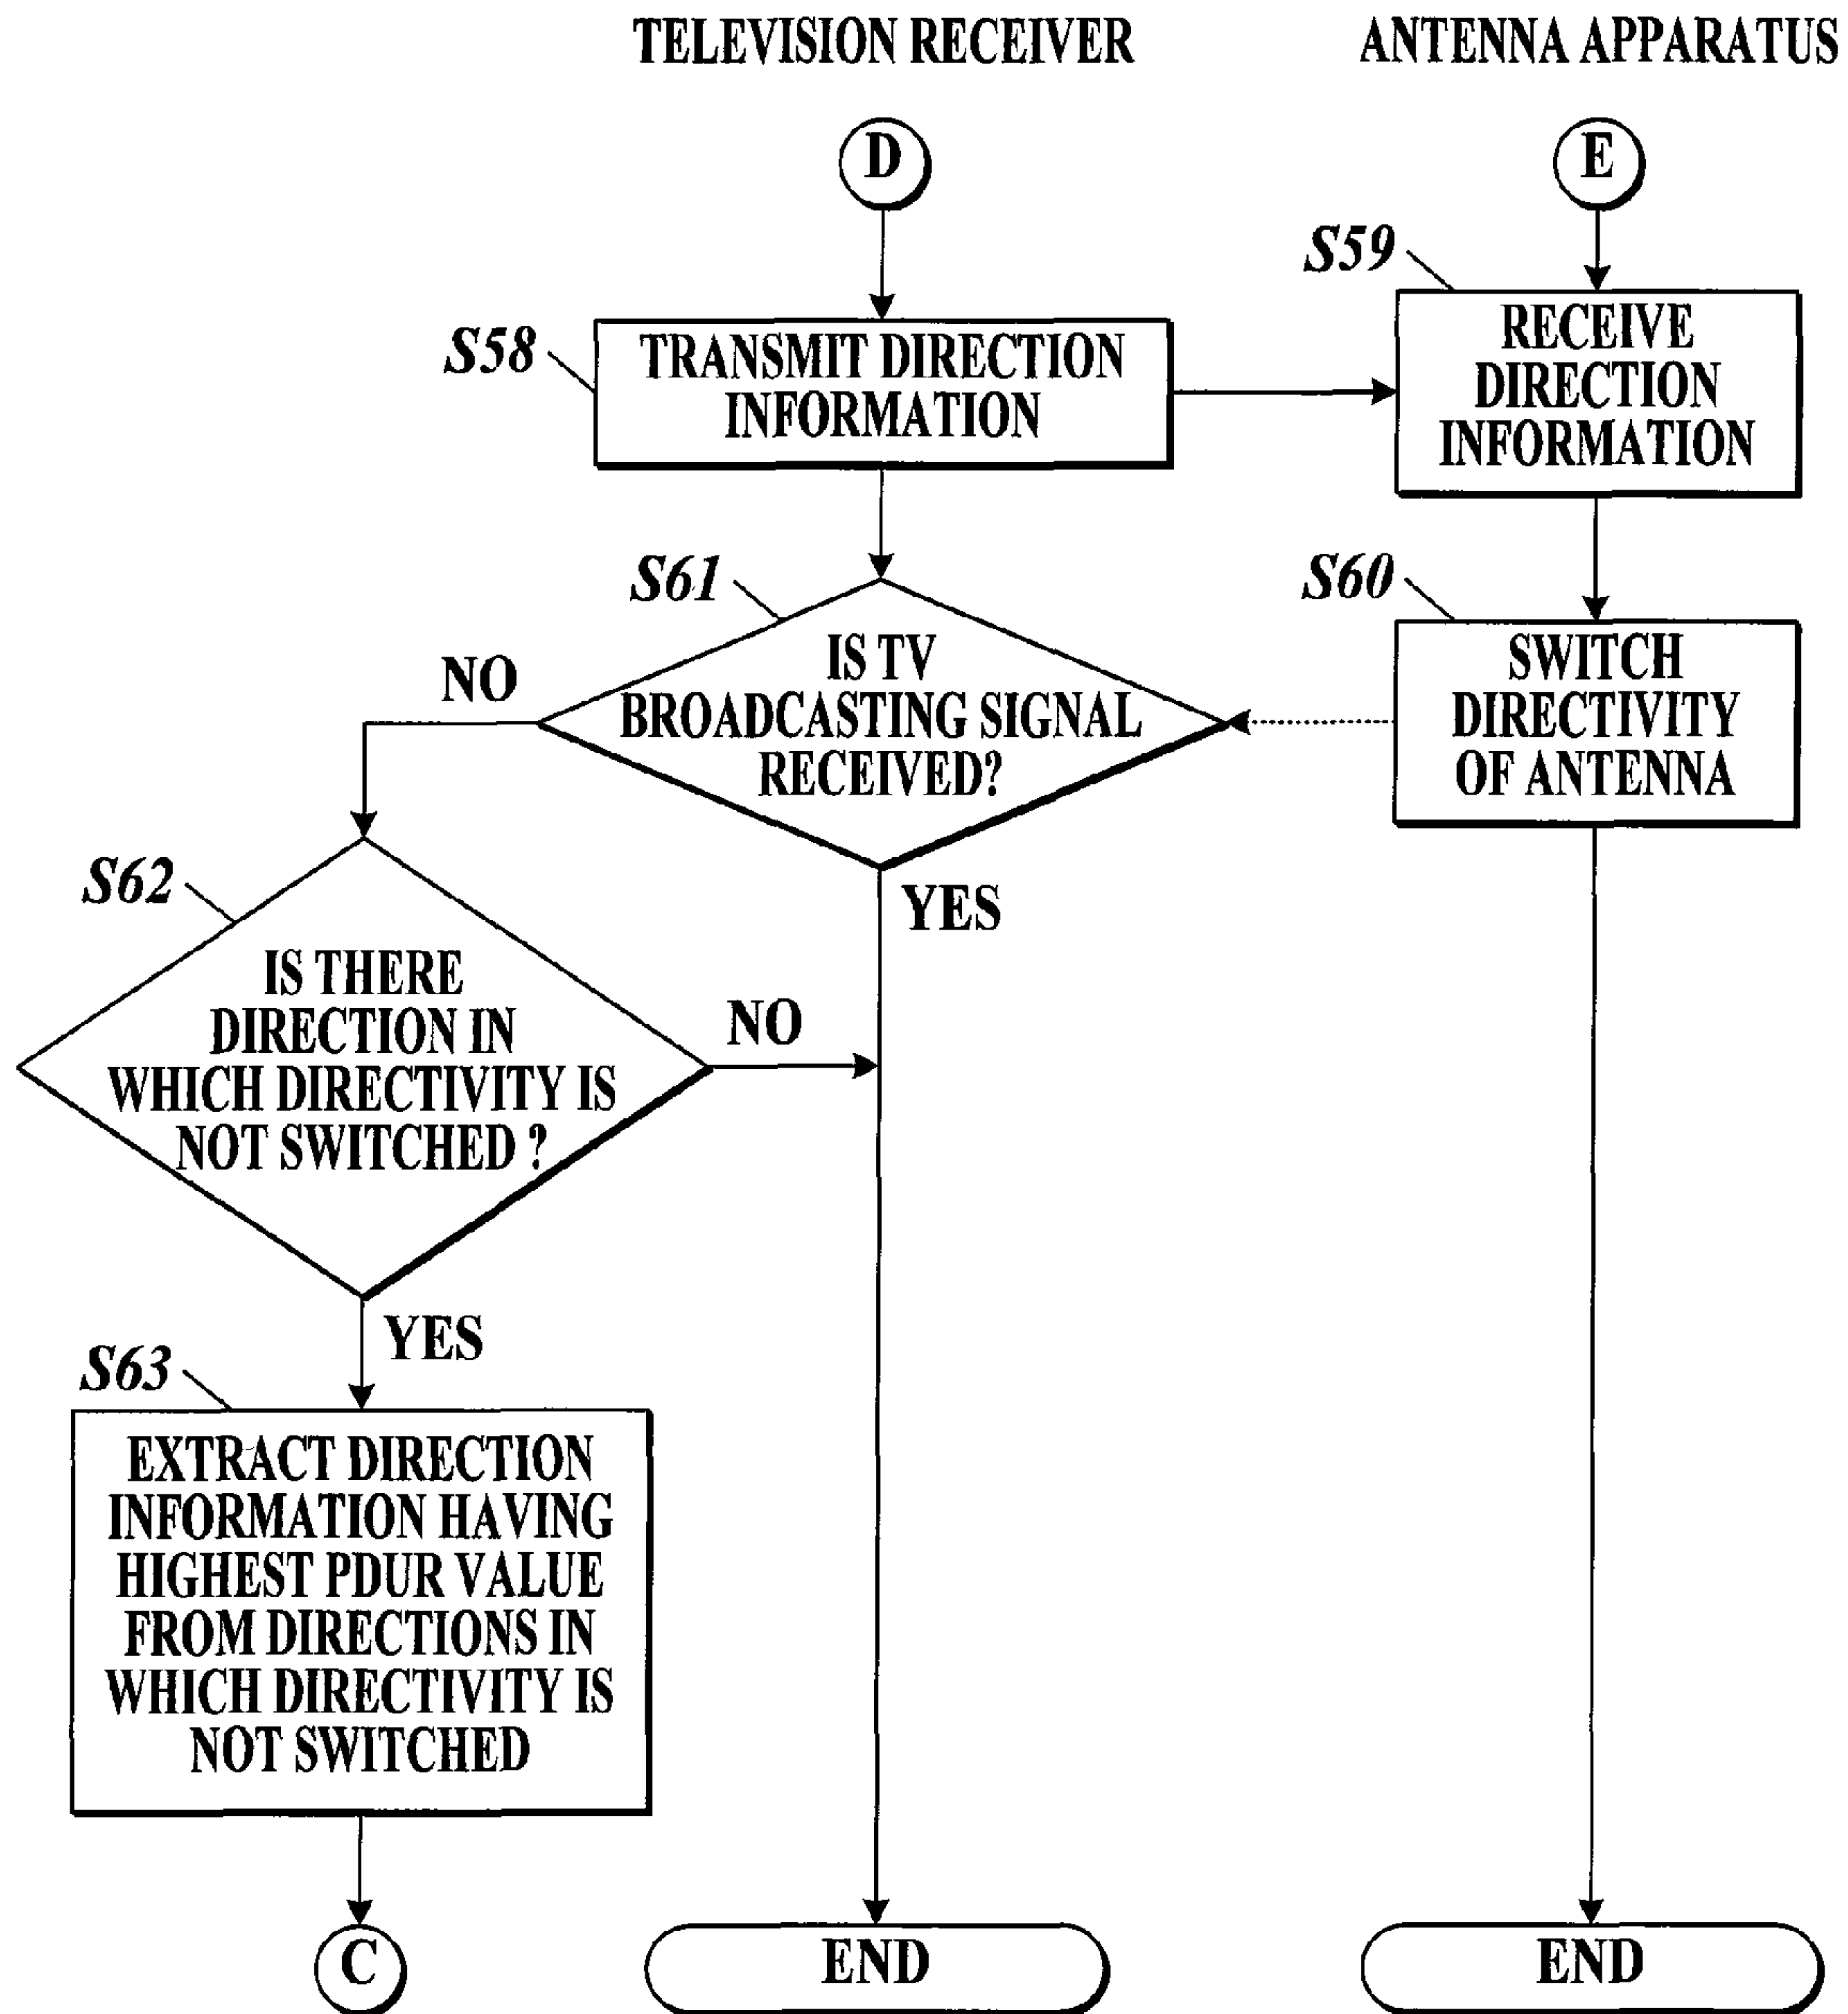 TELEVISION RECEIVER
ANTENNA APPARATUS
D
E
S59
RECEIVE
DIRECTION
INFORMATION
S58
TRANSMIT DIRECTION
INFORMATION
S61
IS TV
BROADCASTING SIGNAL
RECEIVED?
S60
SWITCH
DIRECTIVITY
OF ANTENNA
NO
YES
S62
IS THERE
DIRECTION IN
WHICH DIRECTIVITY IS
NOT SWITCHED ?
NO
YES
S63
EXTRACT DIRECTION
INFORMATION HAVING
HIGHEST PDUR VALUE
FROM DIRECTIONS IN
WHICH DIRECTIVITY IS
NOT SWITCHED
C
END
END